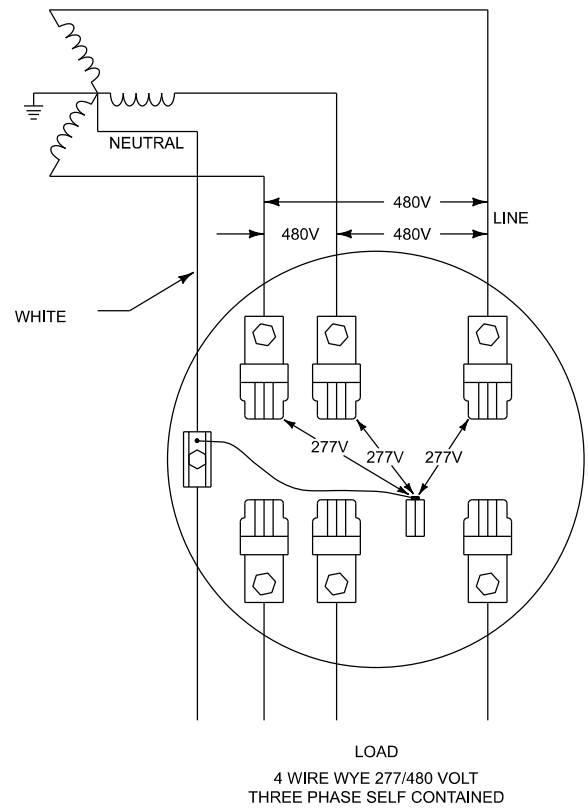 NEUTRAL
480V
LINE
480V
480V
WHITE
277V
277V
277V
LOAD
4 WIRE WYE 277/480 VOLT
THREE PHASE SELF CONTAINED